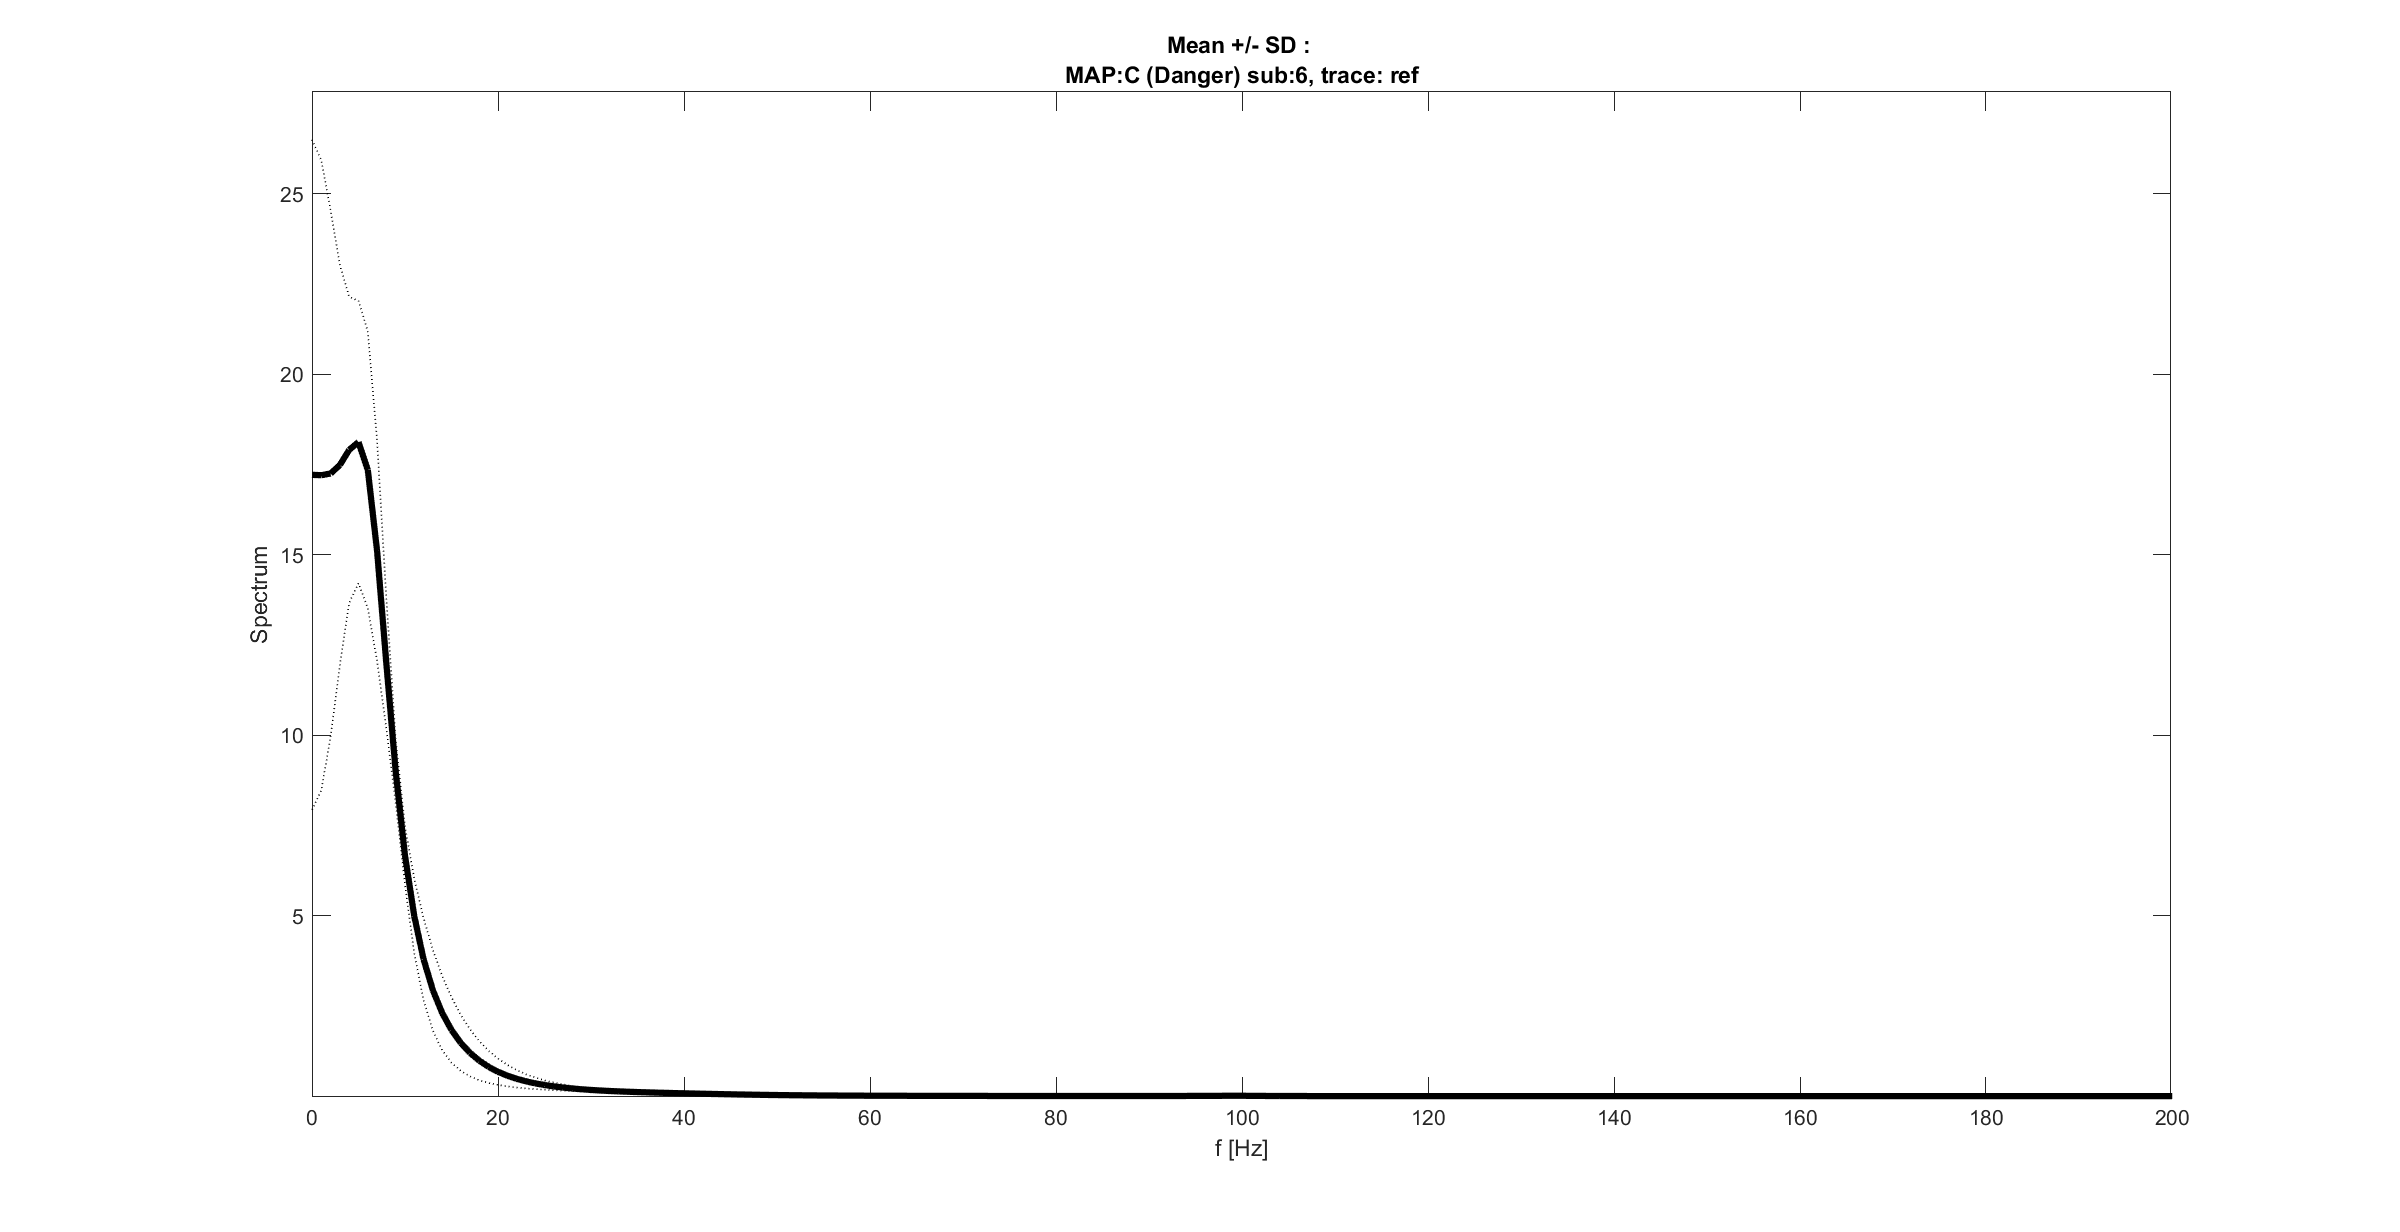 Mean +/- SD :
MAP:C (Danger) sub:6, trace: ref
25
20
15
10
5
Spectrum
0 20 40 60 80 100 120 140 160 180 200
f [Hz]